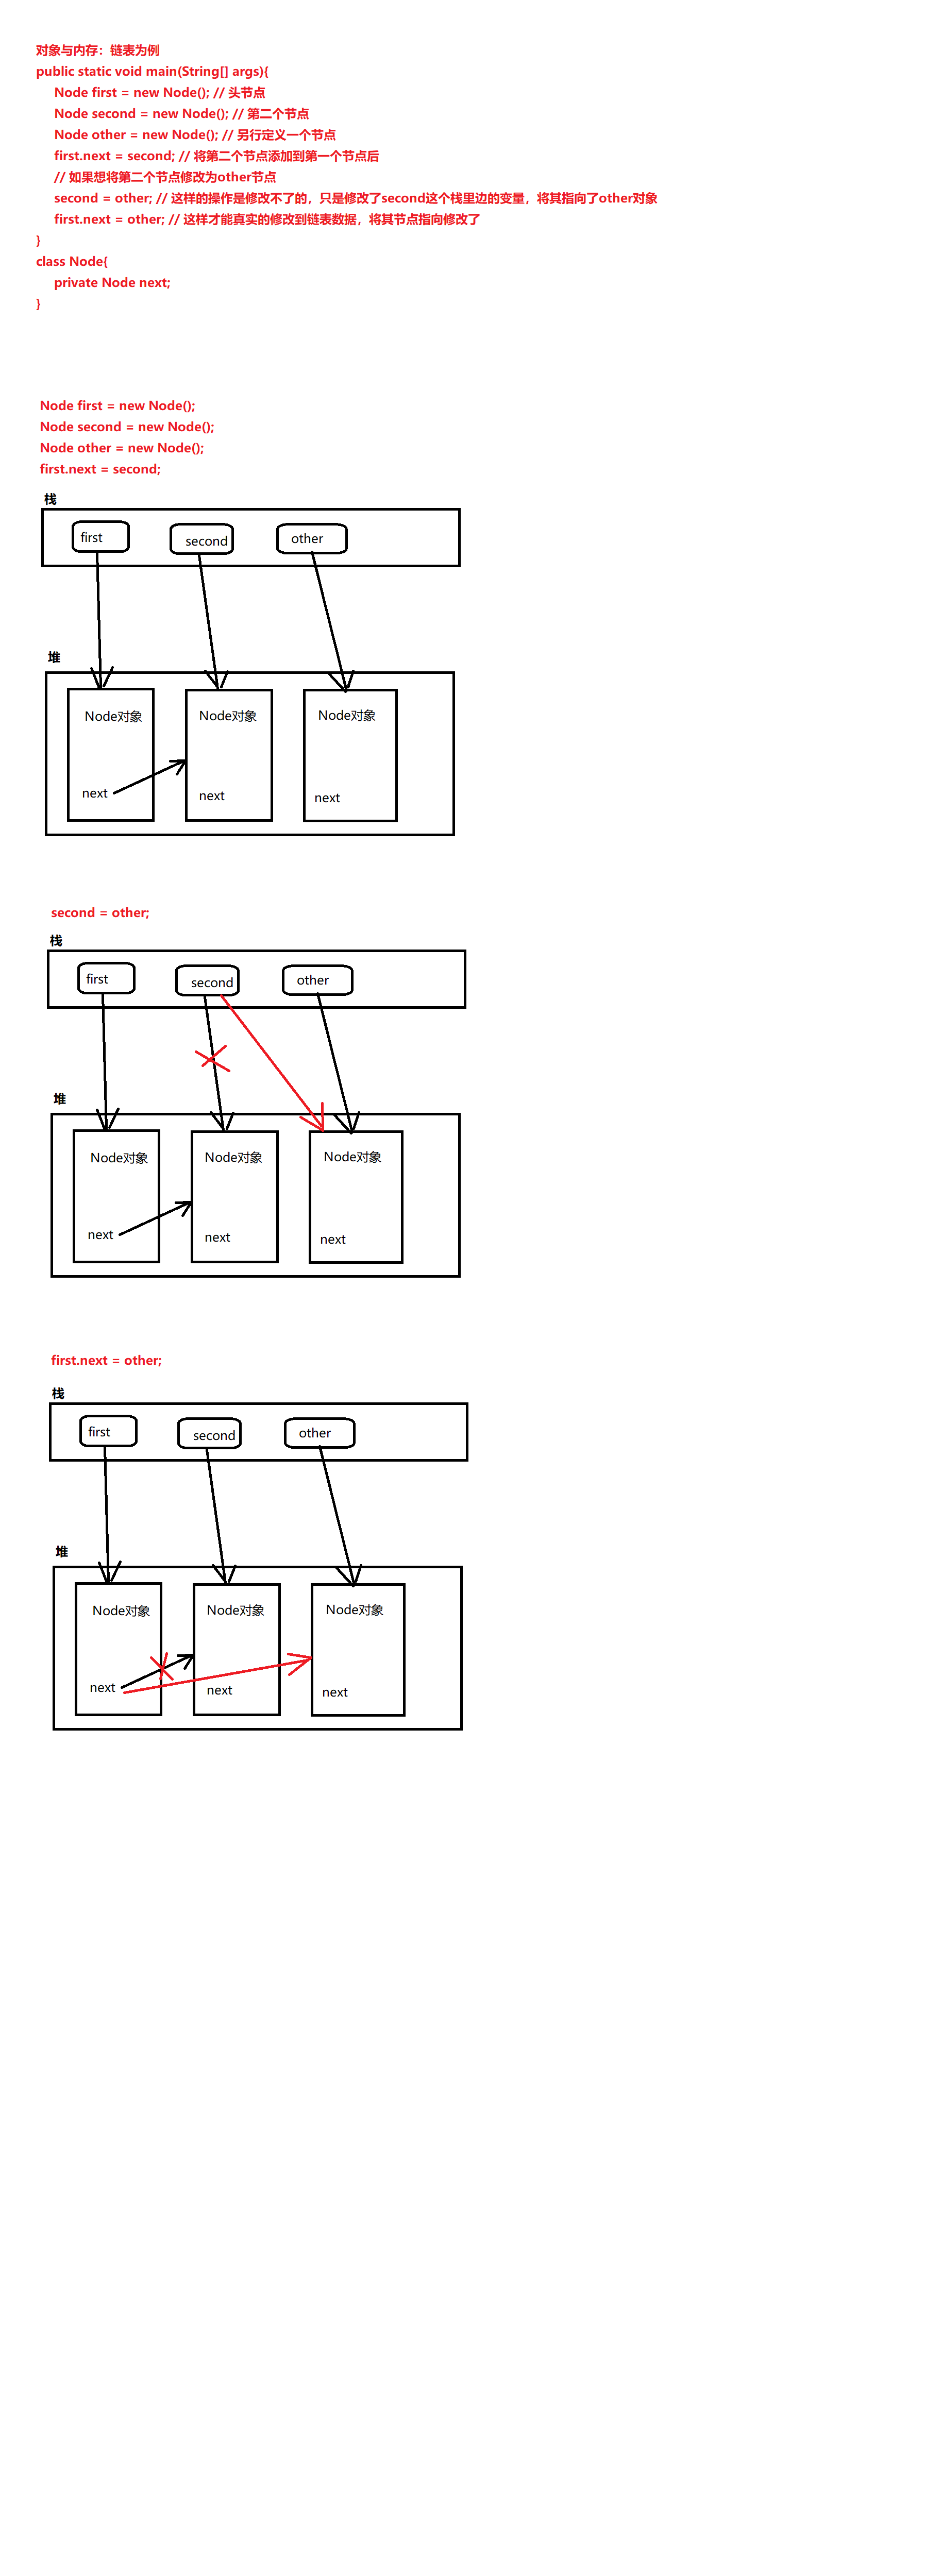 对象与内存：链表为例
public static void main(String[] args){
Node first = new Node(); // 头节点
Node second = new Node(); // 第二个节点
Node other = new Node(); // 另行定义一个节点
first.next = second; // 将第二个节点添加到第一个节点后
// 如果想将第二个节点修改为other节点
second = other; // 这样的操作是修改不了的，只是修改了second这个栈里边的变量，将其指向了other对象
first.next = other; // 这样才能真实的修改到链表数据，将其节点指向修改了
}
class Node{
private Node next;
}
Node first = new Node();
Node second = new Node();
Node other = new Node();
first.next = second;
栈
first second other
堆
Node对象 Node对象 Node对象
next next next
second = other;
栈
first second other
堆
Node对象 Node对象 Node对象
next next next
first.next = other;
栈
first second other
堆
Node对象 Node对象 Node对象
next next next